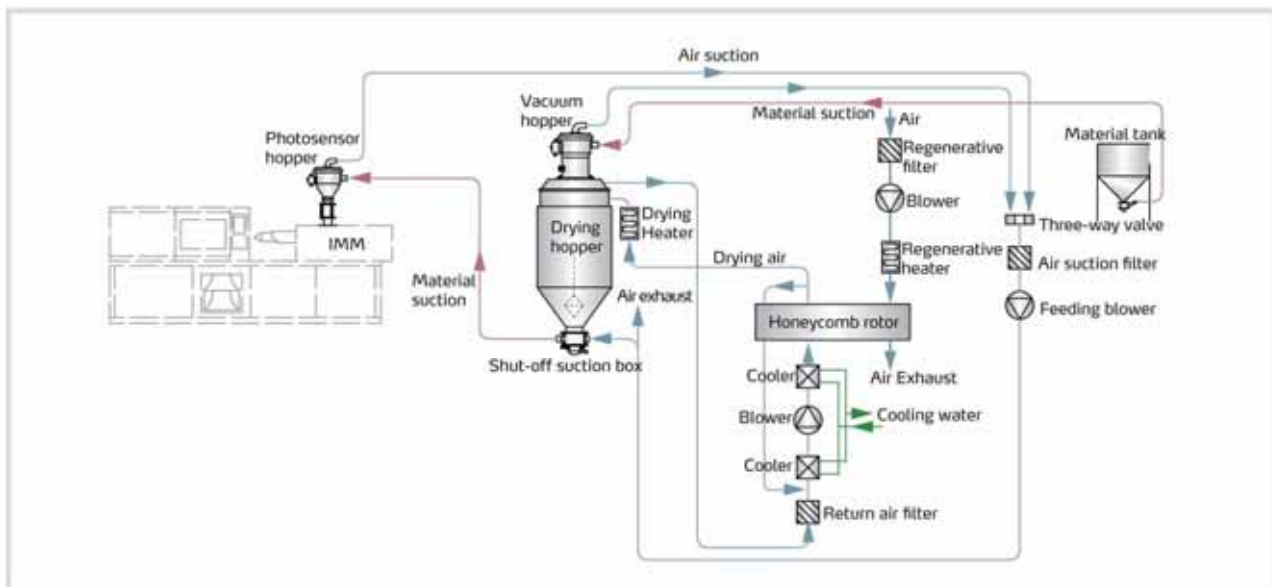 Air suction
Vacuum
hopper
Material suction
Air
Photosensor
hopper
Regenerative
filter
Material tank
Blower
Drying
Heater
Drying
hopper
Three-way valve
IMM
Drying air
Regenerative
heater
Air suction filter
Material
suction
Air exhaust
Feeding blower
Honeycomb rotor
Shut-off suction box
Cooler
Air Exhaust
Blower
Cooling water
Cooler
Return air filter